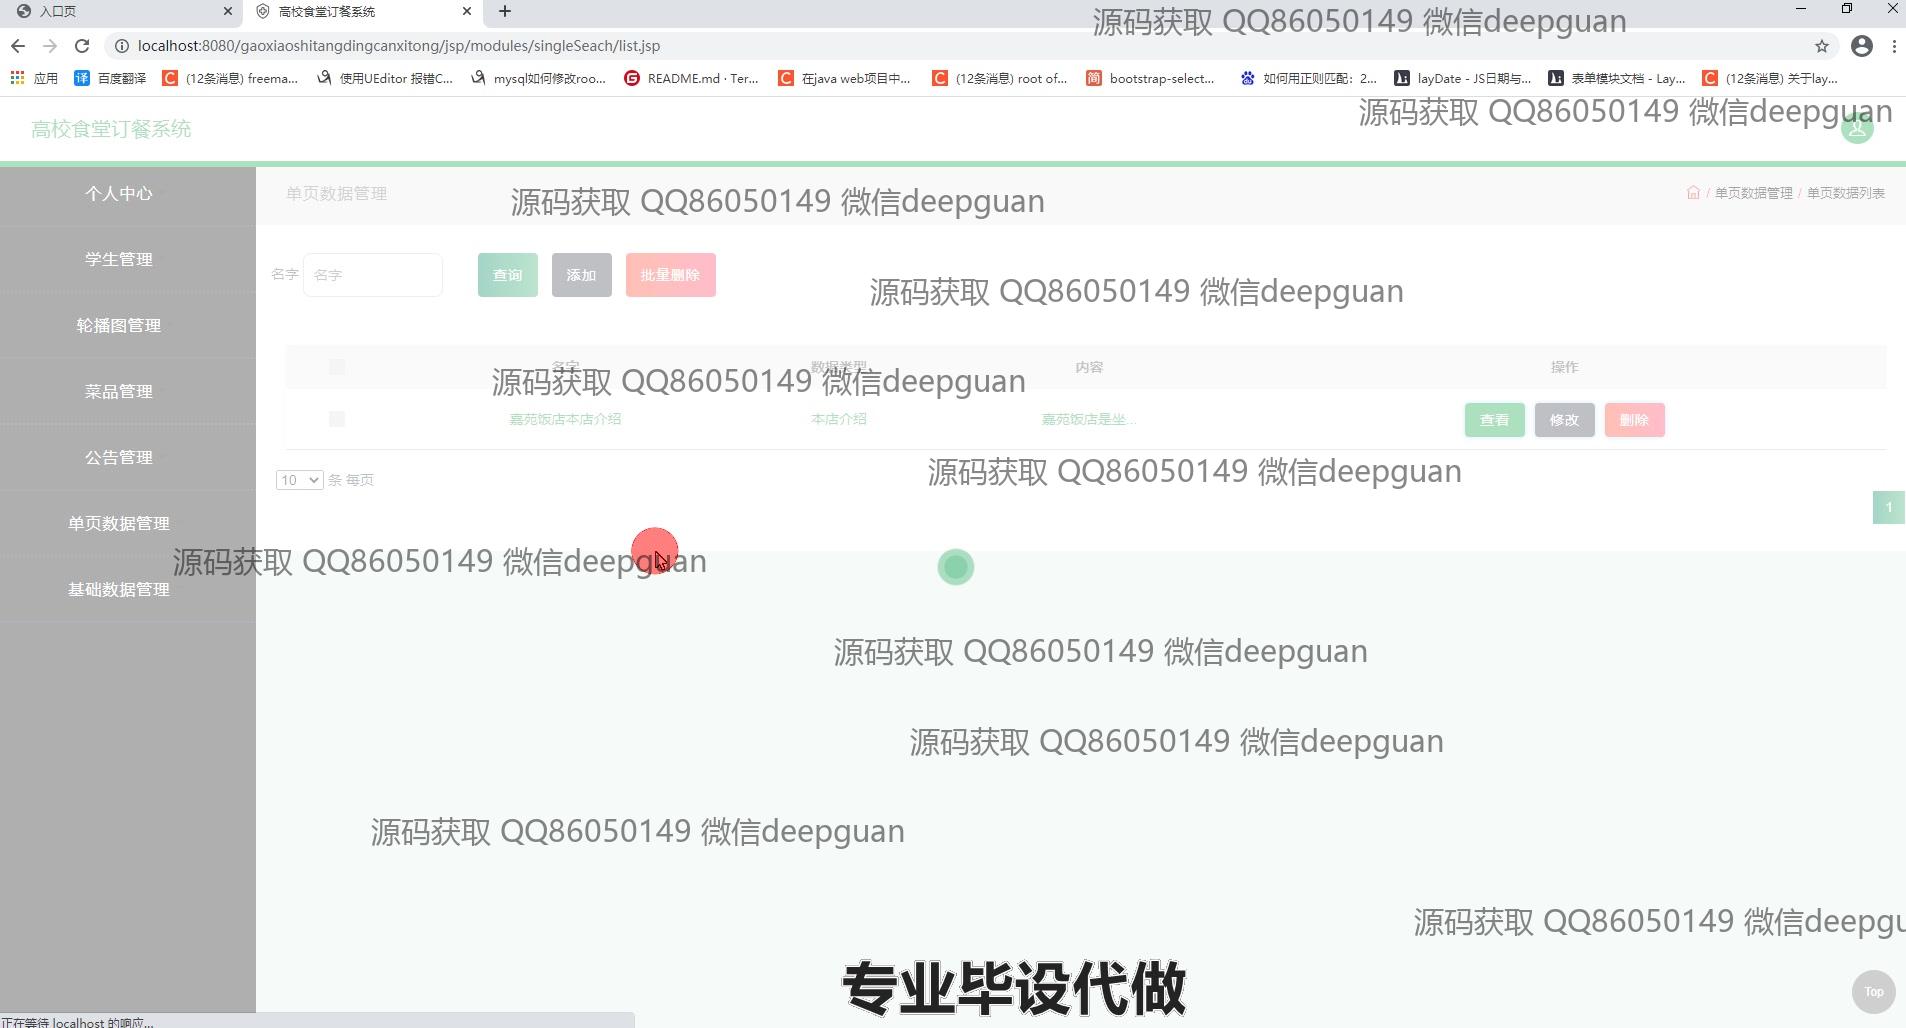 入口页
高校食堂订餐系统
源码获取 QQ86050149 微信deepguan
localhost:8080/gaoxiaoshitangdingcanxitong/jsp/modules/singleSeach/list.jsp
应用 百度翻译 (12条消息) freema... 使用UEditor 报错C... mysql如何修改roo... README.md · Ter... 在java web项目中... (12条消息) root of... bootstrap-select... 如何用正则匹配：2... layDate - JS日期与... 表单模块文档 - Lay... (12条消息) 关于lay...
源码获取 QQ86050149 微信deepguan
高校食堂订餐系统
个人中心
单页数据管理
源码获取 QQ86050149 微信deepguan
/ 单页数据管理 / 单页数据列表
学生管理
名字 名字 查询 添加 批量删除
源码获取 QQ86050149 微信deepguan
轮播图管理
名字 数据类型 内容 操作
源码获取 QQ86050149 微信deepguan
菜品管理
嘉苑饭店本店介绍 本店介绍 嘉苑饭店是坐... 查看 修改 删除
公告管理
10 条 每页
源码获取 QQ86050149 微信deepguan
1
单页数据管理
源码获取 QQ86050149 微信deepguan
基础数据管理
源码获取 QQ86050149 微信deepguan
源码获取 QQ86050149 微信deepguan
源码获取 QQ86050149 微信deepguan
源码获取 QQ86050149 微信deepgu
专业毕设代做
Top
正在等待 localhost 的响应...